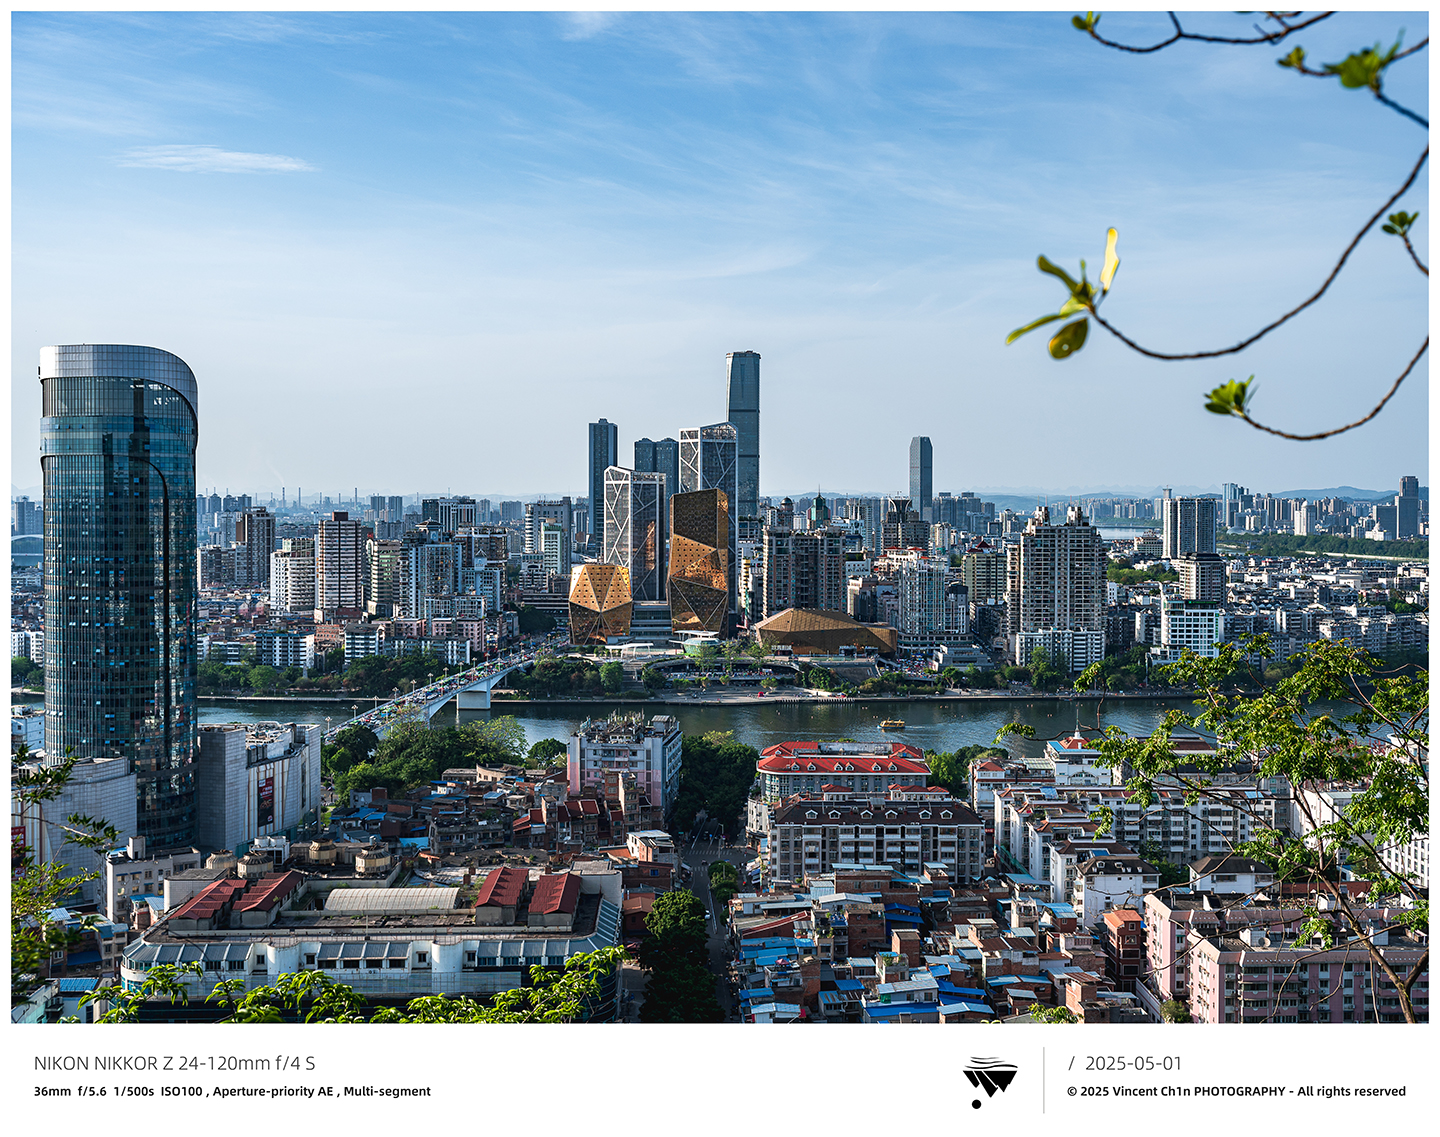 NIKON NIKKOR Z 24-120mm f/4 S
36mm f/5.6 1/500s ISO100 , Aperture-priority AE , Multi-segment
/ 2025-05-01
© 2025 Vincent Ch1n PHOTOGRAPHY - All rights reserved